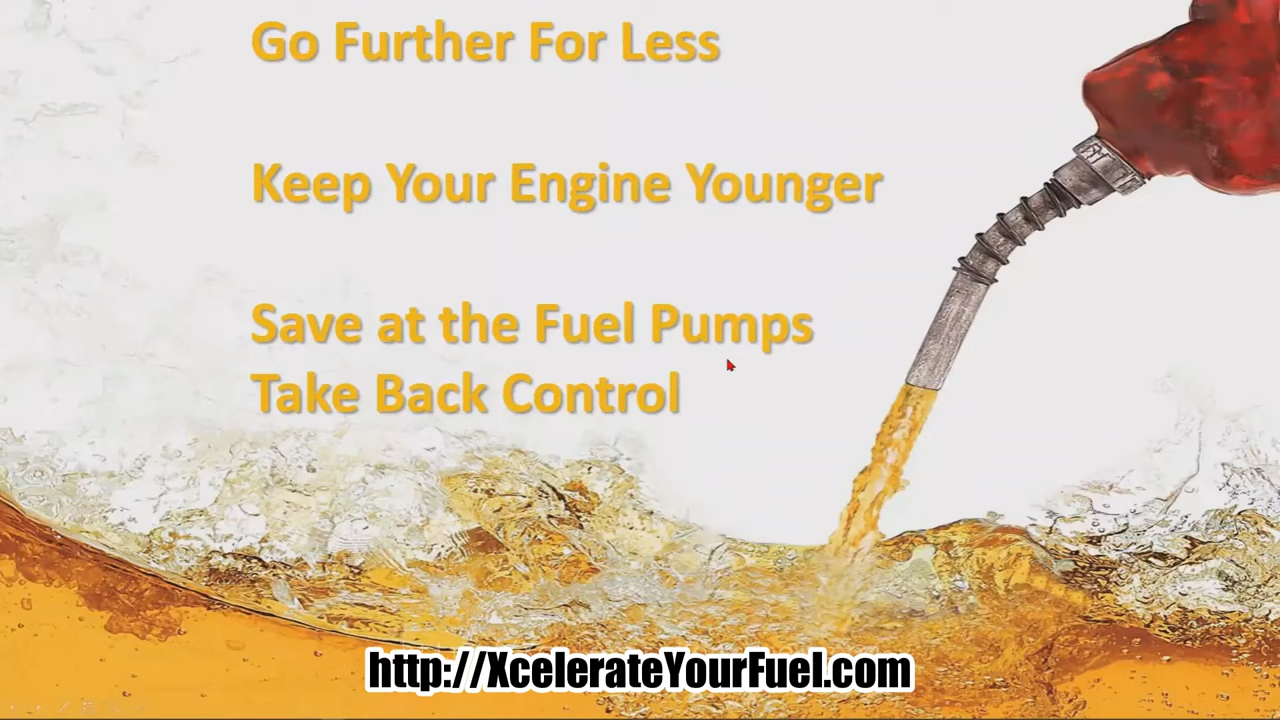 Go Further For Less
Keep Your Engine Younger
Save at the Fuel Pumps
Take Back Control
http://XcelerateYourFuel.com